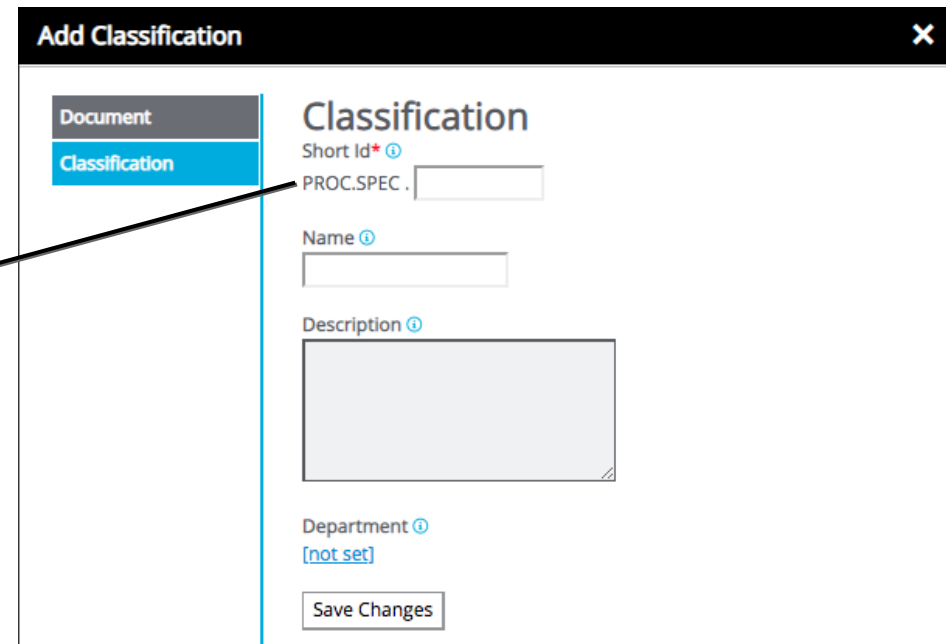 Add Classification
Document
Classification
Classification
Short Id*
PROC.SPEC .
Name
Description
Department
[not set]
Save Changes